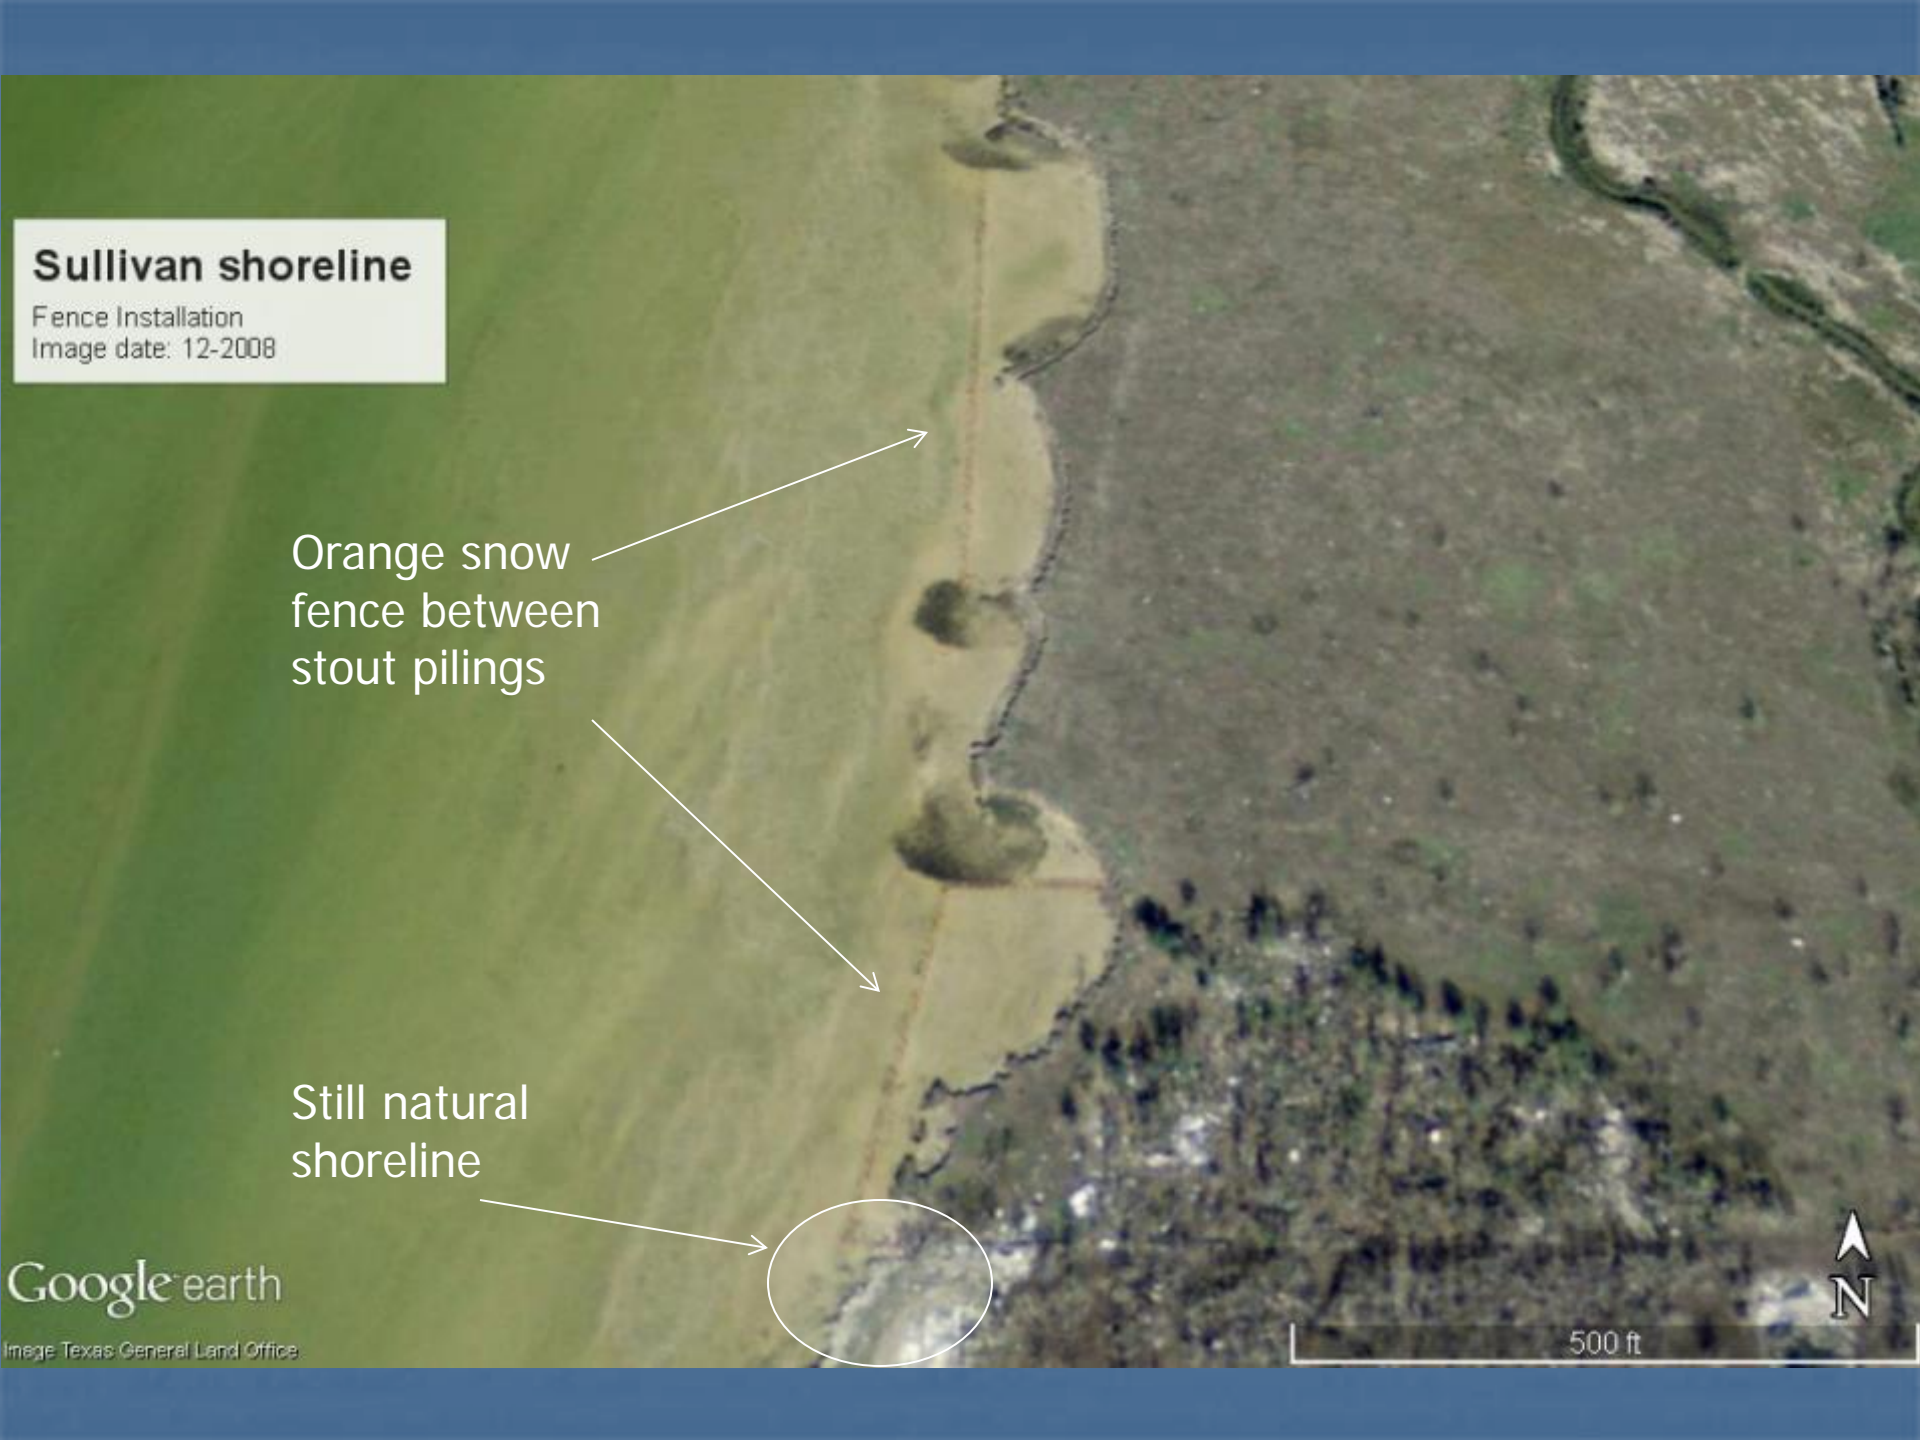 Sullivan shoreline
Fence Installation
Image date: 12-2008
Orange snow
fence between
stout pilings
Still natural
shoreline
Google earth
Image Texas General Land Office
N
500 ft